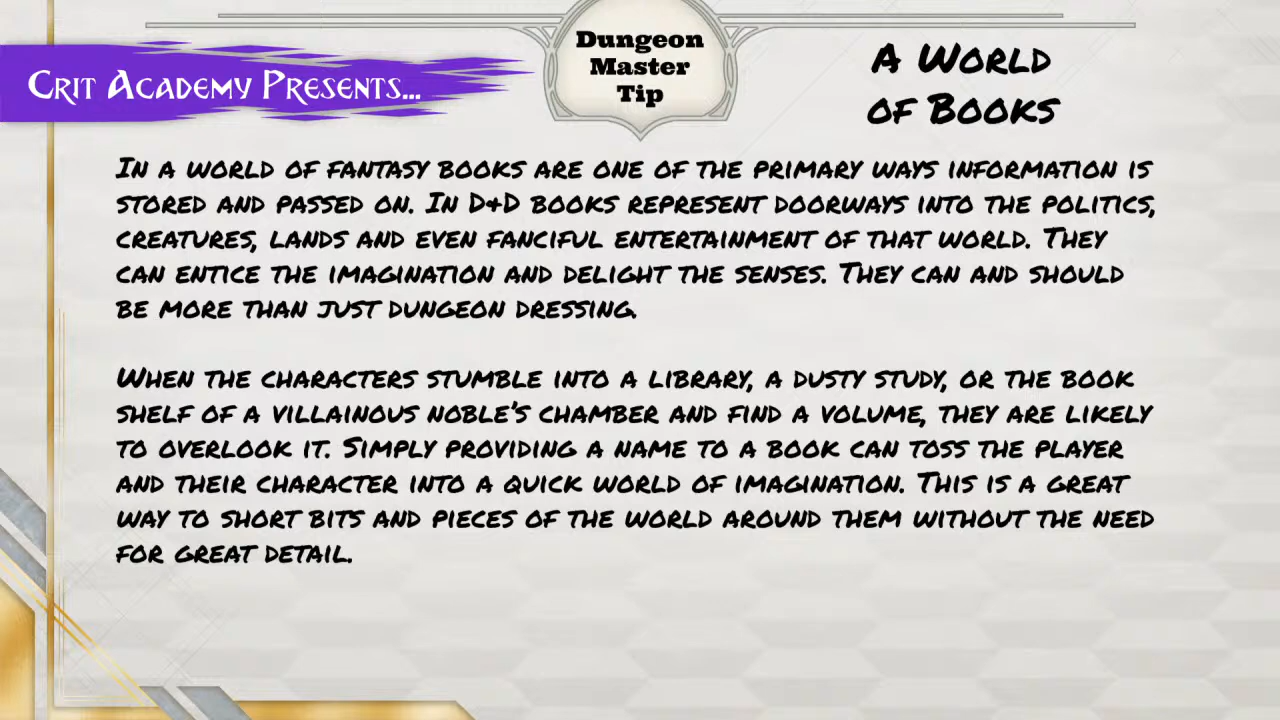 Crit Academy Presents...
Dungeon
Master
Tip
A World
of Books
In a world of fantasy books are one of the primary ways information is
stored and passed on. In D&D books represent doorways into the politics,
creatures, lands and even fanciful entertainment of that world. They
can entice the imagination and delight the senses. They can and should
be more than just dungeon dressing.
When the characters stumble into a library, a dusty study, or the book
shelf of a villainous noble's chamber and find a volume, they are likely
to overlook it. Simply providing a name to a book can toss the player
and their character into a quick world of imagination. This is a great
way to short bits and pieces of the world around them without the need
for great detail.